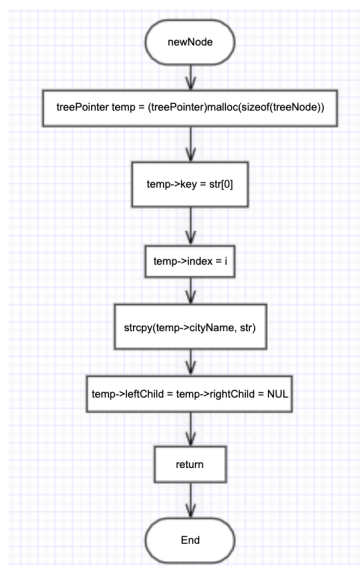 newNode
treePointer temp = (treePointer)malloc(sizeof(treeNode))
temp->key = str[0]
temp->index = i
strcpy(temp->cityName, str)
temp->leftChild = temp->rightChild = NUL
return
End